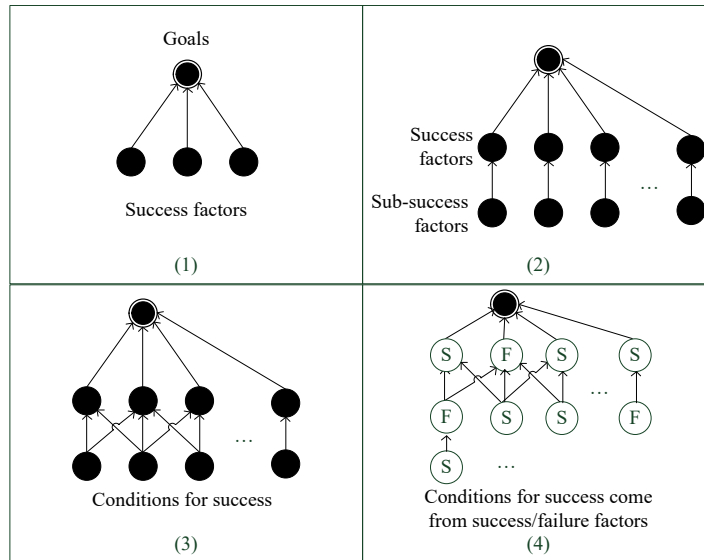 Goals
Success factors
(1)
Success
factors
Sub-success
factors
...
(2)
...
Conditions for success
(3)
S F S S
...
F S S F
S ...
Conditions for success come
from success/failure factors
(4)